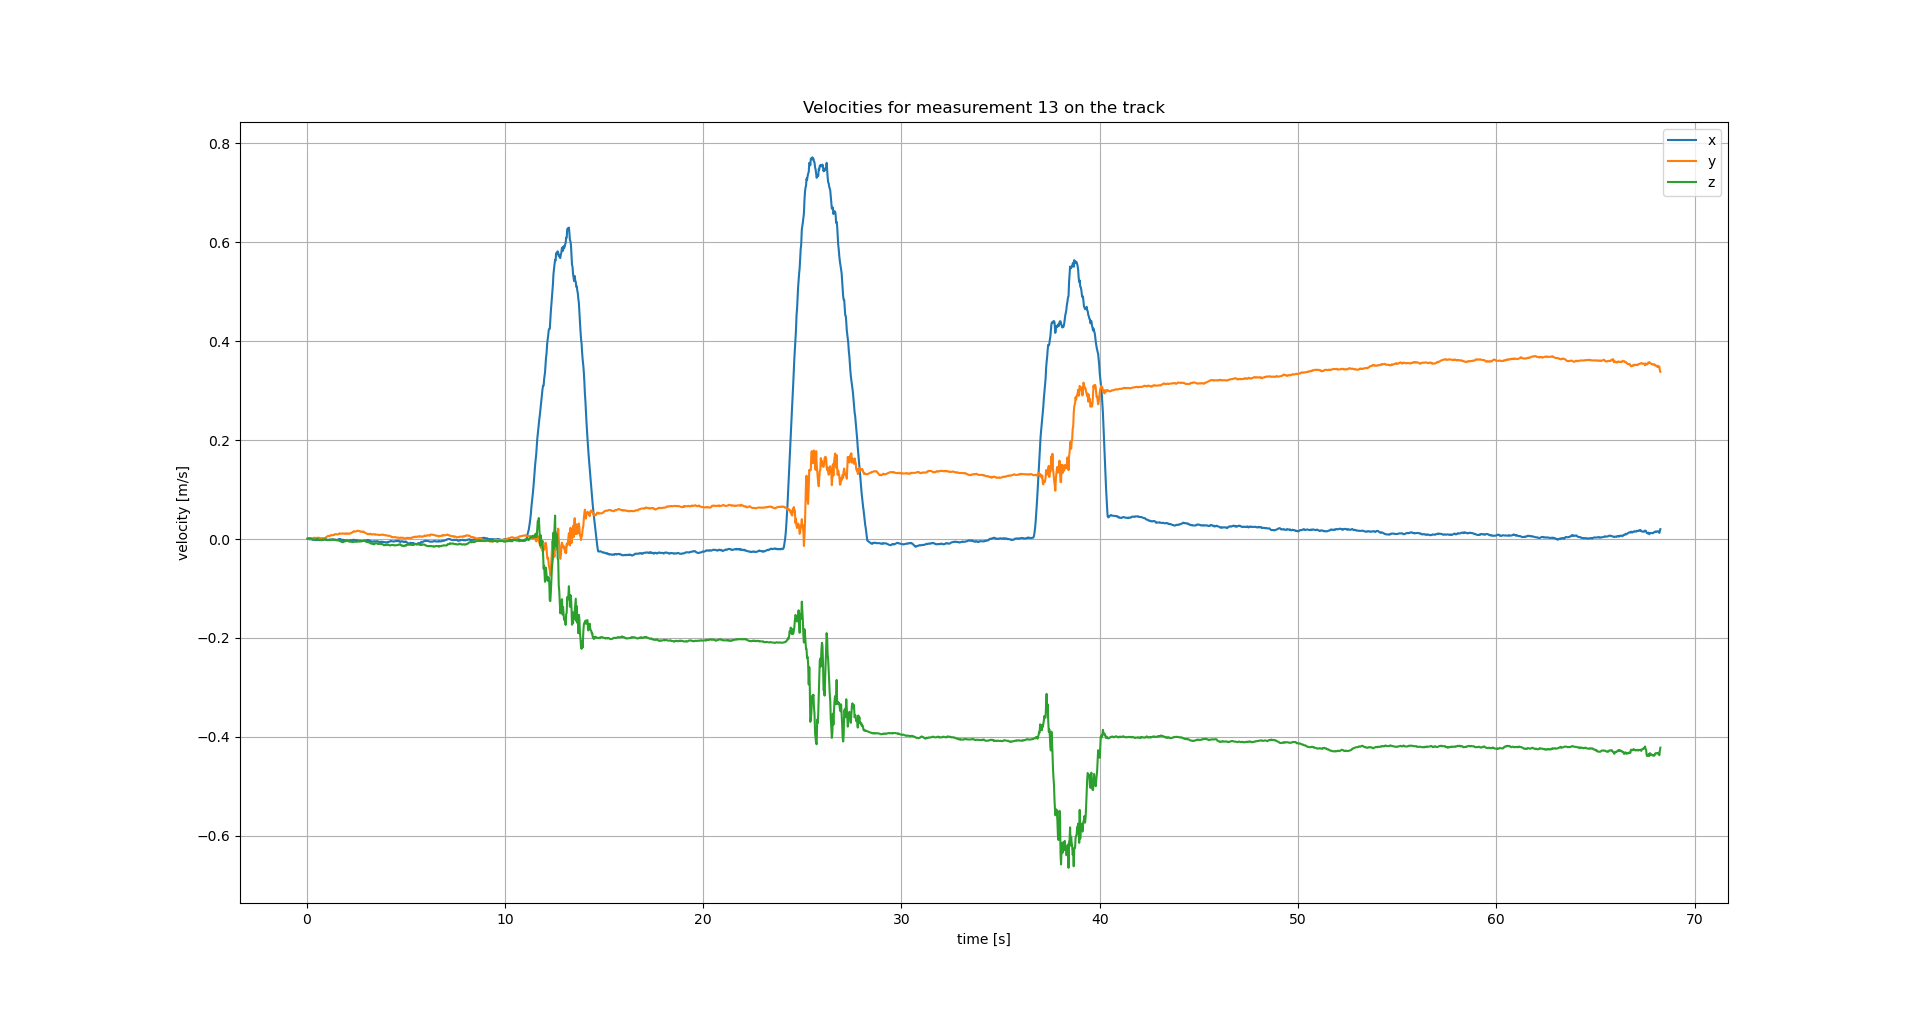 Velocities for measurement 13 on the track
x
y
z
0.8
0.6
0.4
0.2
0.0
−0.2
−0.4
−0.6
velocity [m/s]
0 10 20 30 40 50 60 70
time [s]